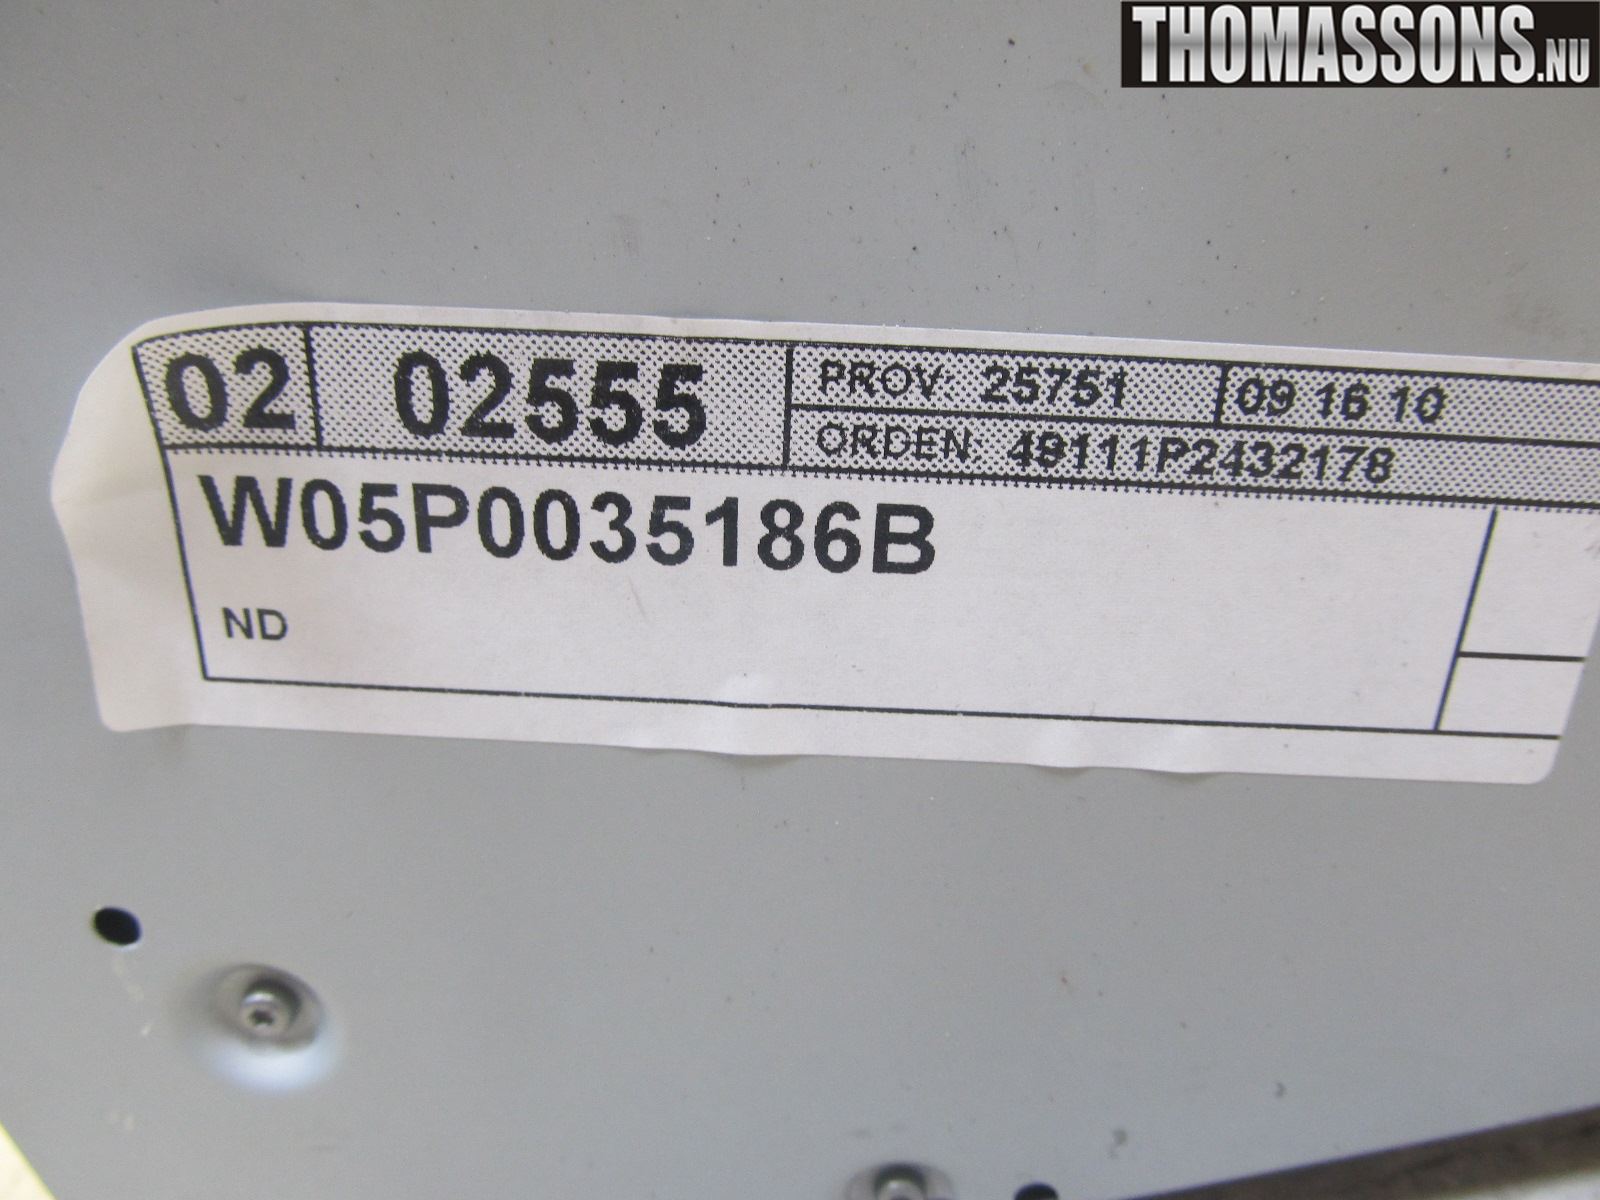 THOMASSONS.NU
02 02555 PROV: 25751 09 16 10
ORDEN: 49111P2432178
W05P0035186B
ND